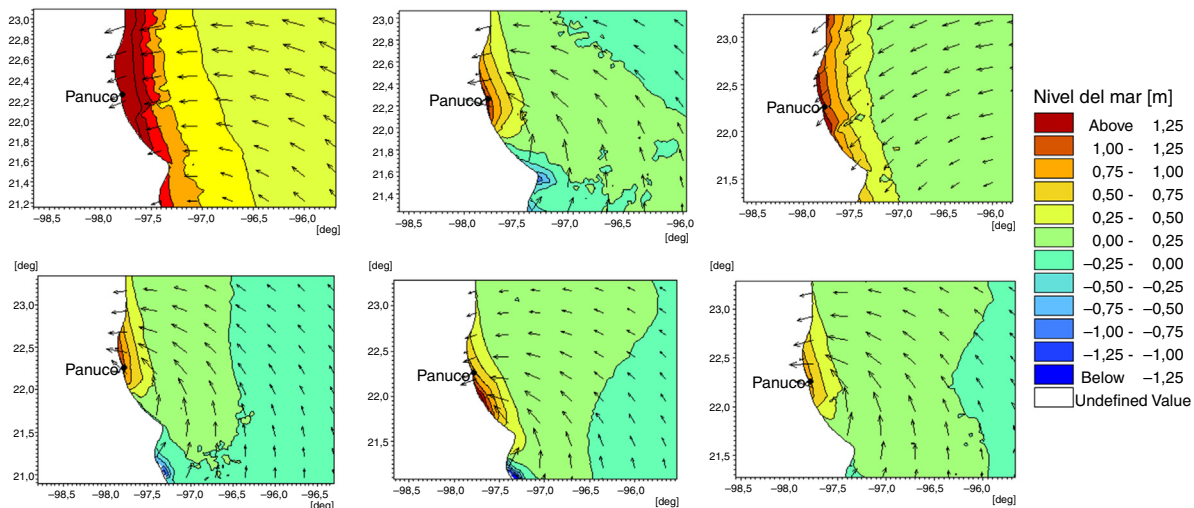 23,0
22,8
22,6
22,4
22,2
22,0
21,8
21,6
21,4
21,2
Panuco
–98,5 –98,0 –97,5 –97,0 –96,5 –96,0
[deg]
23,0
22,8
22,6
22,4
22,2
22,0
21,8
21,6
21,4
Panuco
–98,5 –98,0 –97,5 –97,0 –96,5 –96,0
[deg]
23,0
22,5
22,0
21,5
Panuco
–98,5 –98,0 –97,5 –97,0 –96,5 –96,0
[deg]
[deg]
23,0
22,5
22,0
21,5
21,0
Panuco
–98,5 –98,0 –97,5 –97,0 –96,5 –96,0 –96,5
[deg]
[deg]
23,0
22,5
22,0
21,5
Panuco
–98,5 –98,0 –97,5 –97,0 –96,5 –96,0
[deg]
[deg]
23,0
22,5
22,0
21,5
Panuco
–98,5 –98,0 –97,5 –97,0 –96,5 –96,0
[deg]
Nivel del mar [m]
Above 1,25
1,00 - 1,25
0,75 - 1,00
0,50 - 0,75
0,25 - 0,50
0,00 - 0,25
–0,25 - 0,00
–0,50 - –0,25
–0,75 - –0,50
–1,00 - –0,75
–1,25 - –1,00
Below –1,25
Undefined Value